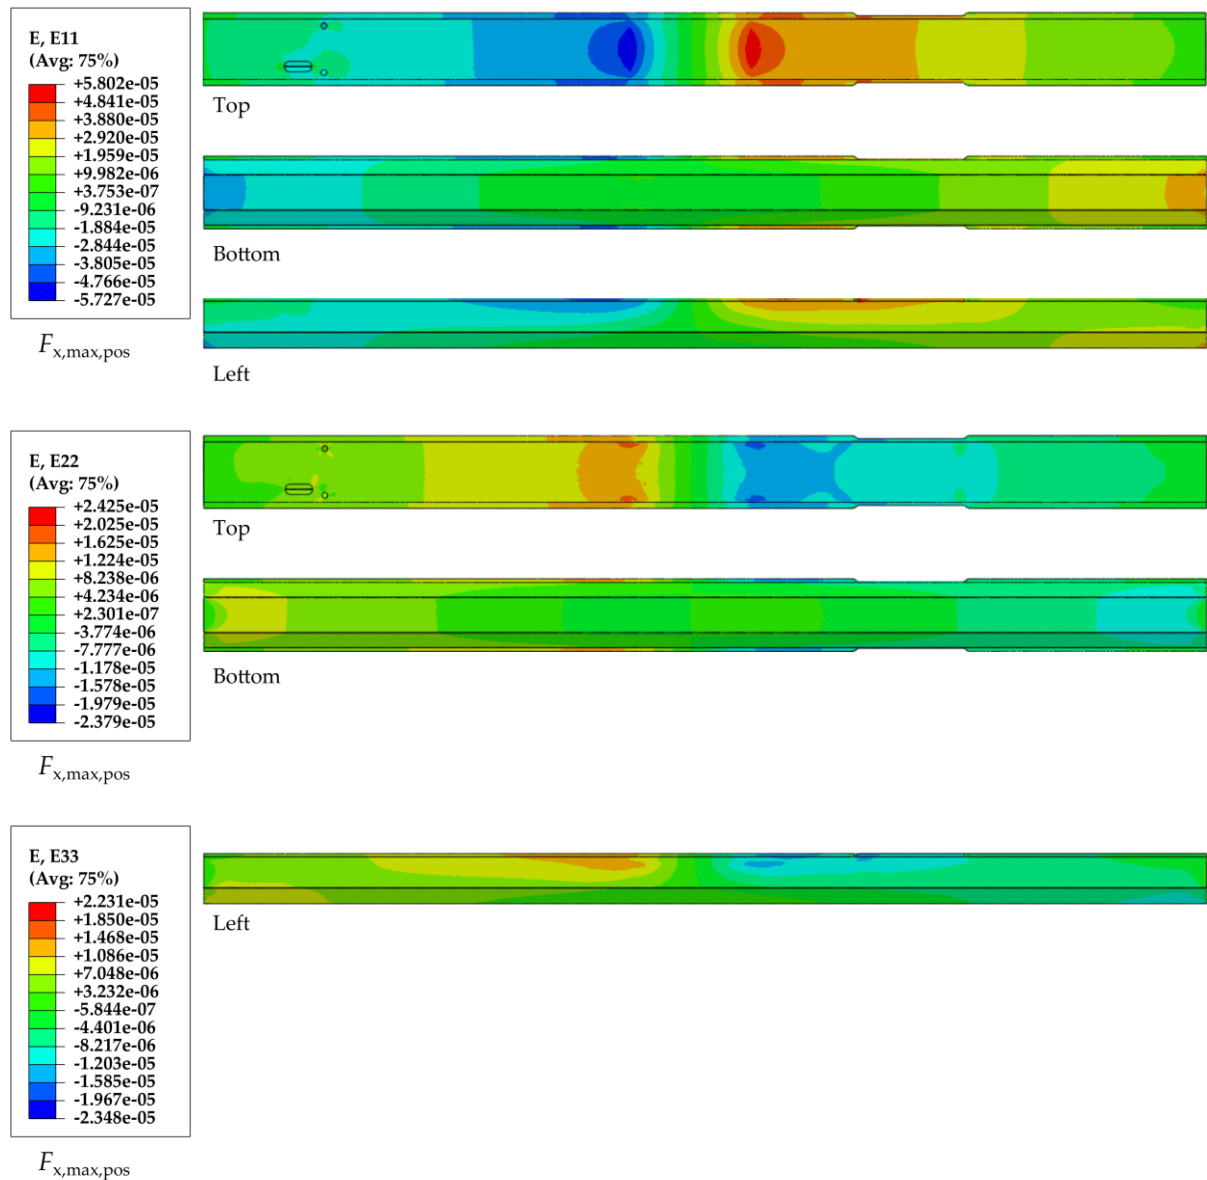 E, E11
(Avg: 75%)
+5.802e-05
+4.841e-05
+3.880e-05
+2.920e-05
+1.959e-05
+9.982e-06
+3.753e-07
-9.231e-06
-1.884e-05
-2.844e-05
-3.805e-05
-4.766e-05
-5.727e-05
Fx,max,pos
Top
Bottom
Left
E, E22
(Avg: 75%)
+2.425e-05
+2.025e-05
+1.625e-05
+1.224e-05
+8.238e-06
+4.234e-06
+2.301e-07
-3.774e-06
-7.777e-06
-1.178e-05
-1.578e-05
-1.979e-05
-2.379e-05
Fx,max,pos
Top
Bottom
E, E33
(Avg: 75%)
+2.231e-05
+1.850e-05
+1.468e-05
+1.086e-05
+7.048e-06
+3.232e-06
-5.844e-07
-4.401e-06
-8.217e-06
-1.203e-05
-1.585e-05
-1.967e-05
-2.348e-05
Fx,max,pos
Left